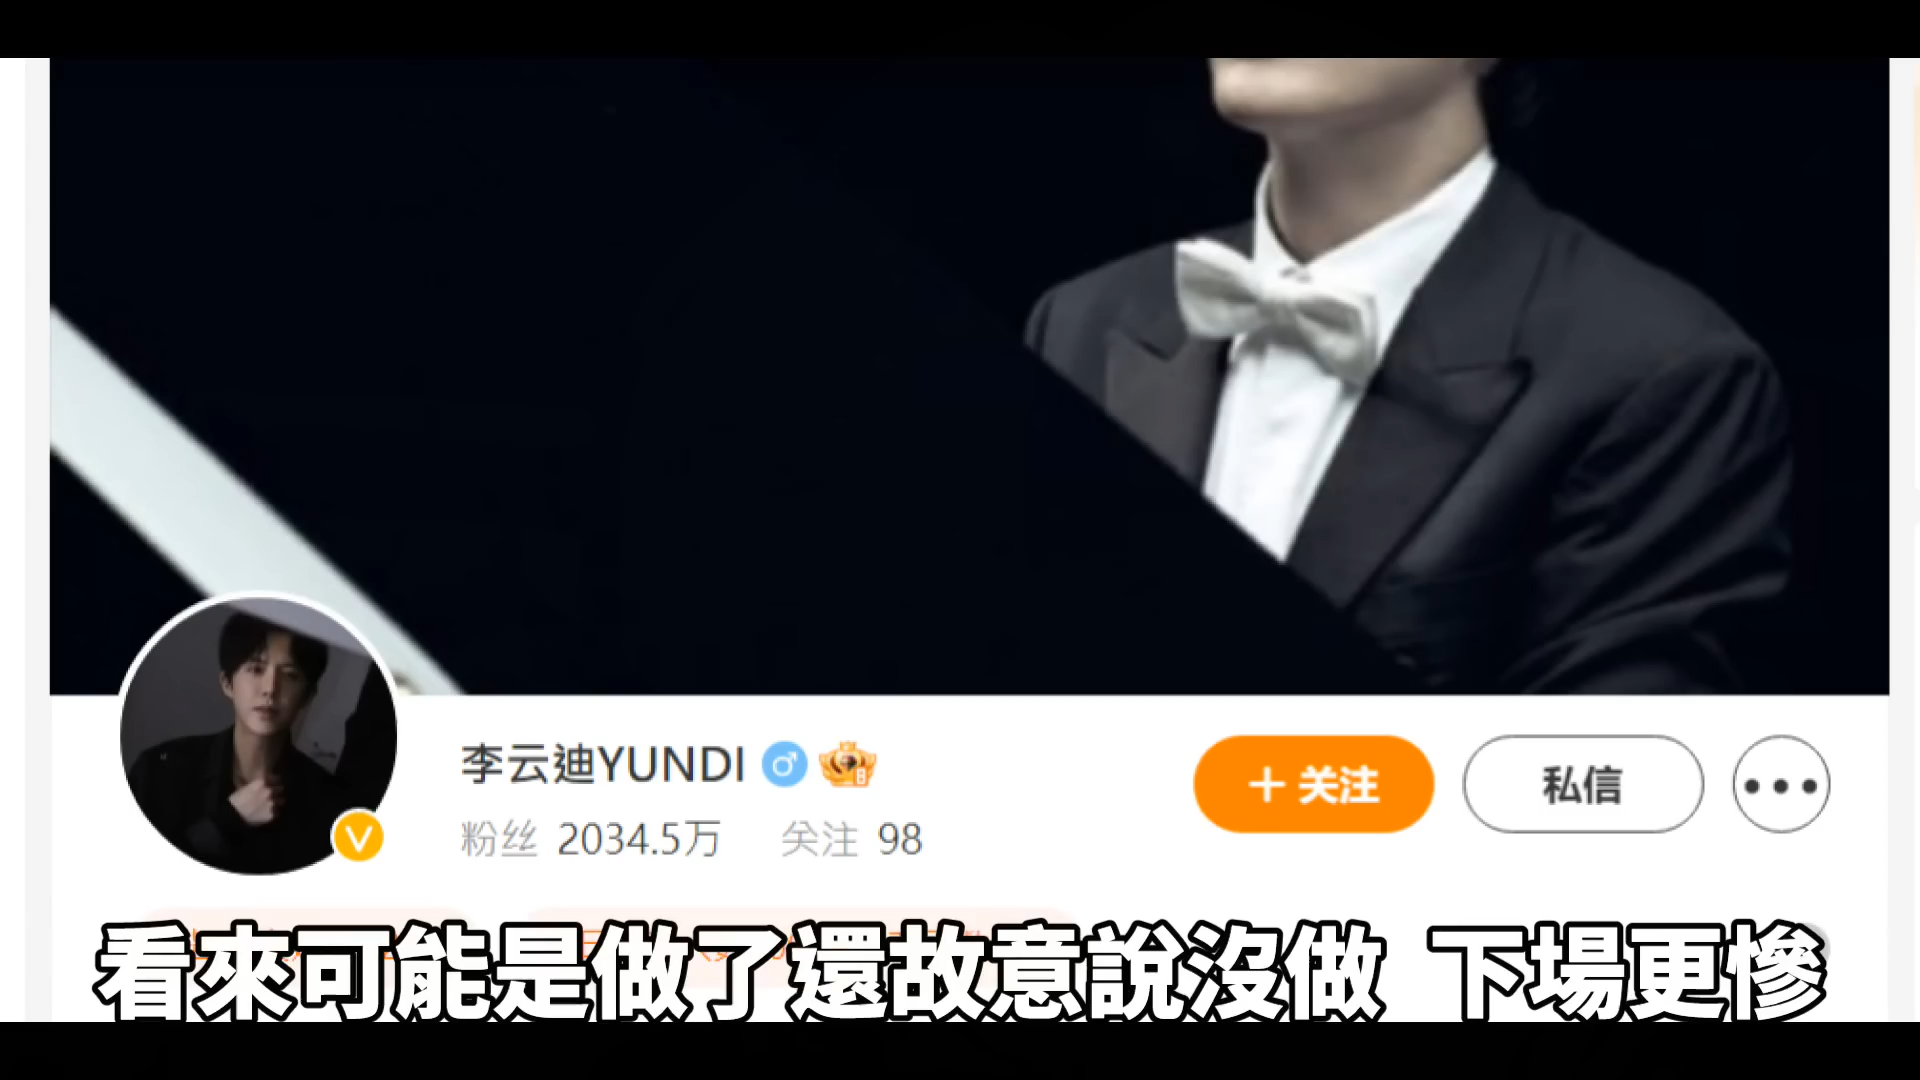 李云迪YUNDI
粉丝 2034.5万 关注 98
+ 关注
私信
看來可能是做了還故意說沒做 下場更慘